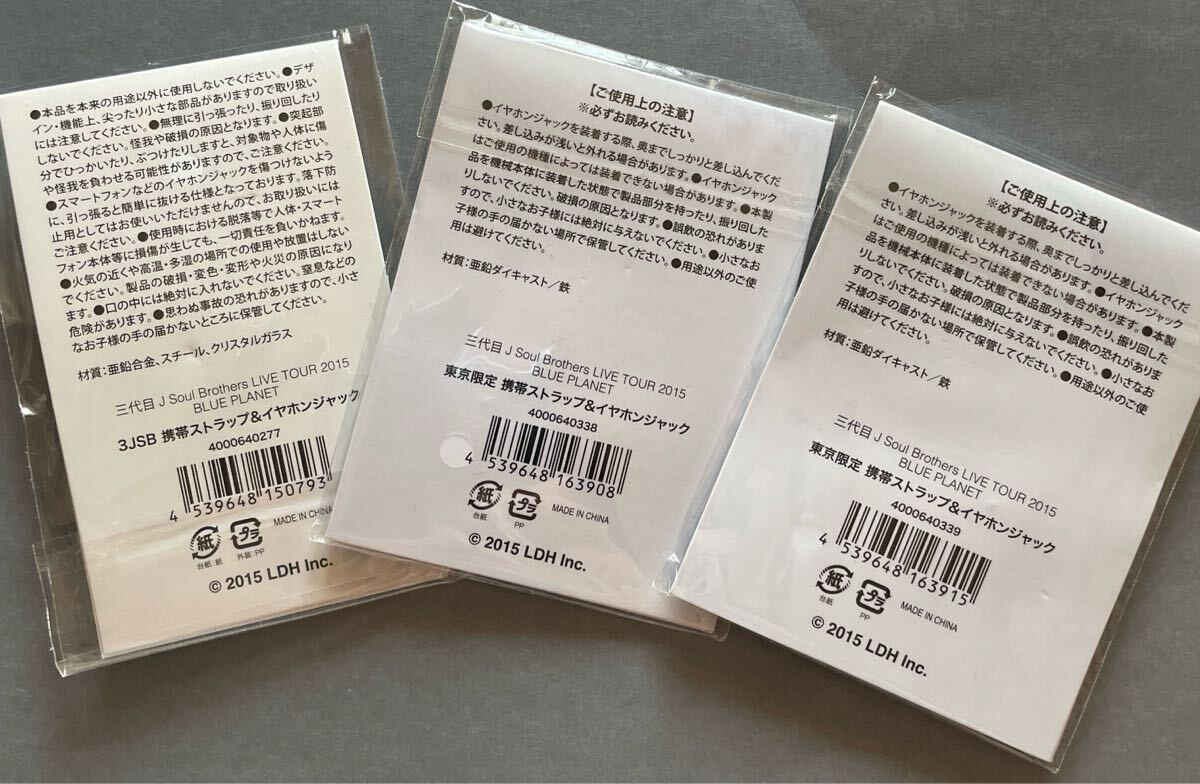 ●本品を本来の用途以外に使用しないでください。●デザ
イン・機能上、尖ったり小さな部品がありますので取り扱い
には注意してください。●無理に引っ張ったり、振り回したり
しないでください。怪我や破損の原因となります。●突起部
分でひっかいたり、ぶつけたりしますと、対象物や人体に傷
や怪我を負わせる可能性がありますので、ご注意ください。
●スマートフォンなどのイヤホンジャックを傷つけないよう
に、引っ張ると簡単に抜ける仕様となっております。落下防
止用としてはお使いいただけませんので、お取り扱いには
ご注意ください。●使用時における脱落等で人体・スマート
フォン本体等に損傷が生じても、一切責任を負いかねます。
●火気の近くや高温・多湿の場所での使用や放置はしない
でください。製品の破損・変色・変形や火災の原因になり
ます。●口の中には絶対に入れないでください。窒息などの
危険があります。●思わぬ事故の恐れがありますので、小さ
なお子様の手の届かないところに保管してください。
材質：亜鉛合金、スチール、クリスタルガラス
三代目 J Soul Brothers LIVE TOUR 2015
BLUE PLANET
3JSB 携帯ストラップ&イヤホンジャック
4000640277
4 539648 150793
紙
プラ
MADE IN CHINA
台紙：紙
外装：PP
© 2015 LDH Inc.
【ご使用上の注意】
※必ずお読みください。
●イヤホンジャックを装着する際、奥までしっかりと差し込んでくだ
さい。差し込みが浅いと外れる場合があります。●イヤホンジャック
はご使用の機種によっては装着できない場合があります。●本製
品を機械本体に装着した状態で製品部分を持ったり、振り回した
りしないでください。破損の原因となります。●誤飲の恐れがありま
すので、小さなお子様には絶対に与えないでください。●小さなお
子様の手の届かない場所で保管してください。●用途以外のご使
用は避けてください。
材質：亜鉛ダイキャスト／鉄
三代目 J Soul Brothers LIVE TOUR 2015
BLUE PLANET
東京限定 携帯ストラップ&イヤホンジャック
4000640338
4 539648 163908
紙
プラ
MADE IN CHINA
台紙
PP
© 2015 LDH Inc.
【ご使用上の注意】
※必ずお読みください。
●イヤホンジャックを装着する際、奥までしっかりと差し込んでくだ
さい。差し込みが浅いと外れる場合があります。●イヤホンジャック
はご使用の機種によっては装着できない場合があります。●本製
品を機械本体に装着した状態で製品部分を持ったり、振り回した
りしないでください。破損の原因となります。●誤飲の恐れがありま
すので、小さなお子様には絶対に与えないでください。●小さなお
子様の手の届かない場所で保管してください。●用途以外のご使
用は避けてください。
材質：亜鉛ダイキャスト／鉄
三代目 J Soul Brothers LIVE TOUR 2015
BLUE PLANET
東京限定 携帯ストラップ&イヤホンジャック
4000640339
4 539648 163915
紙
プラ
MADE IN CHINA
台紙
PP
© 2015 LDH Inc.